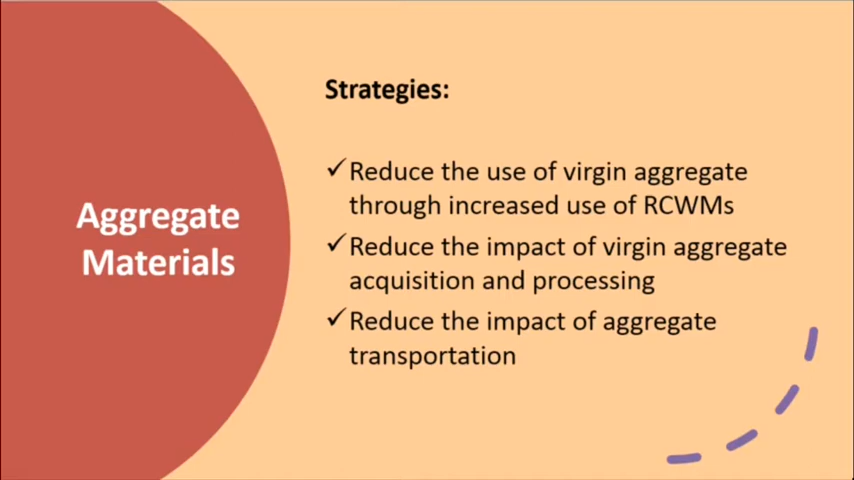 Aggregate
Materials
Strategies:
✓Reduce the use of virgin aggregate
through increased use of RCWMs
✓Reduce the impact of virgin aggregate
acquisition and processing
✓Reduce the impact of aggregate
transportation